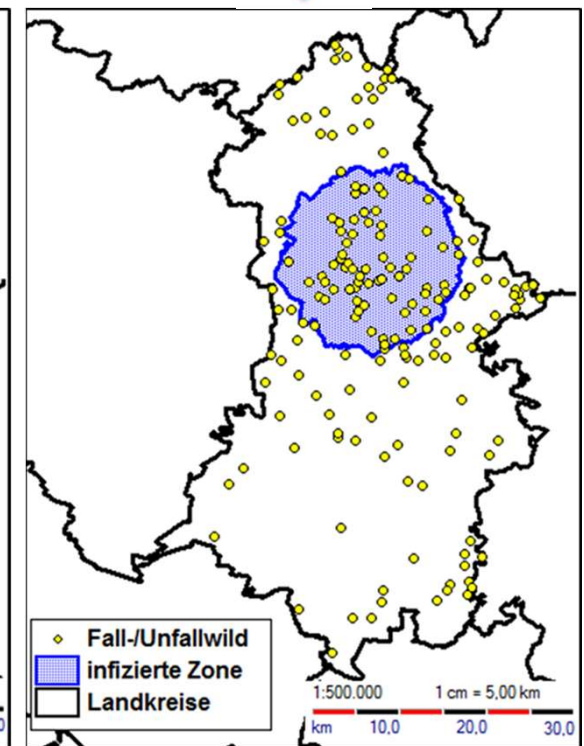 Fall-/Unfallwild
infizierte Zone
Landkreise
1:500.000 1 cm = 5,00 km
km 10,0 20,0 30,0